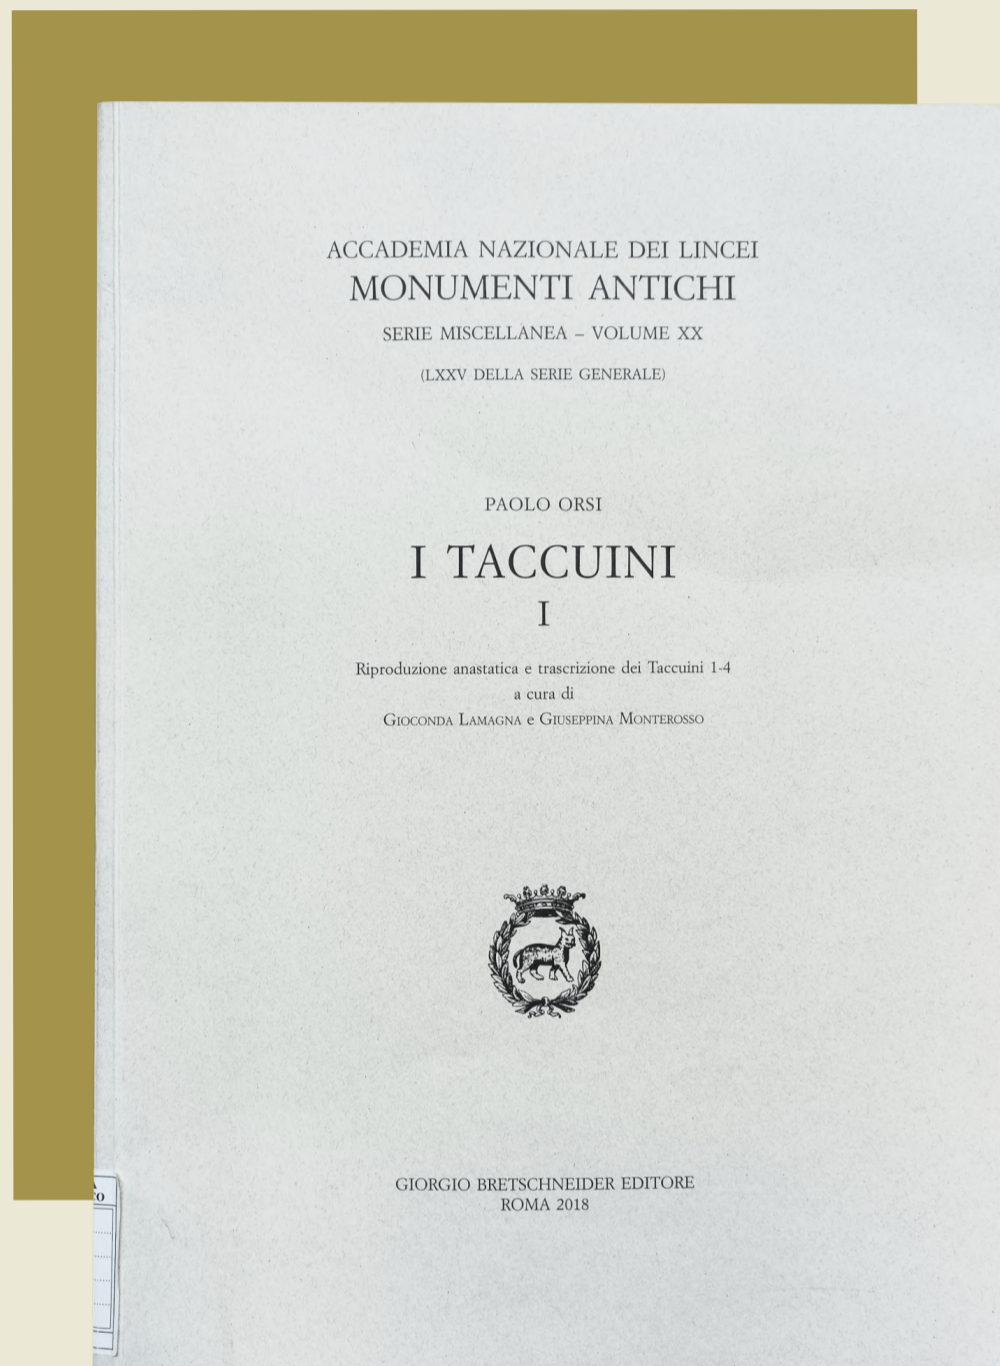 ACCADEMIA NAZIONALE DEI LINCEI
MONUMENTI ANTICHI
SERIE MISCELLANEA – VOLUME XX
(LXXV DELLA SERIE GENERALE)
PAOLO ORSI
I TACCUINI
I
Riproduzione anastatica e trascrizione dei Taccuini 1-4
a cura di
GIOCONDA LAMAGNA e GIUSEPPINA MONTEROSSO
GIORGIO BRETSCHNEIDER EDITORE
ROMA 2018